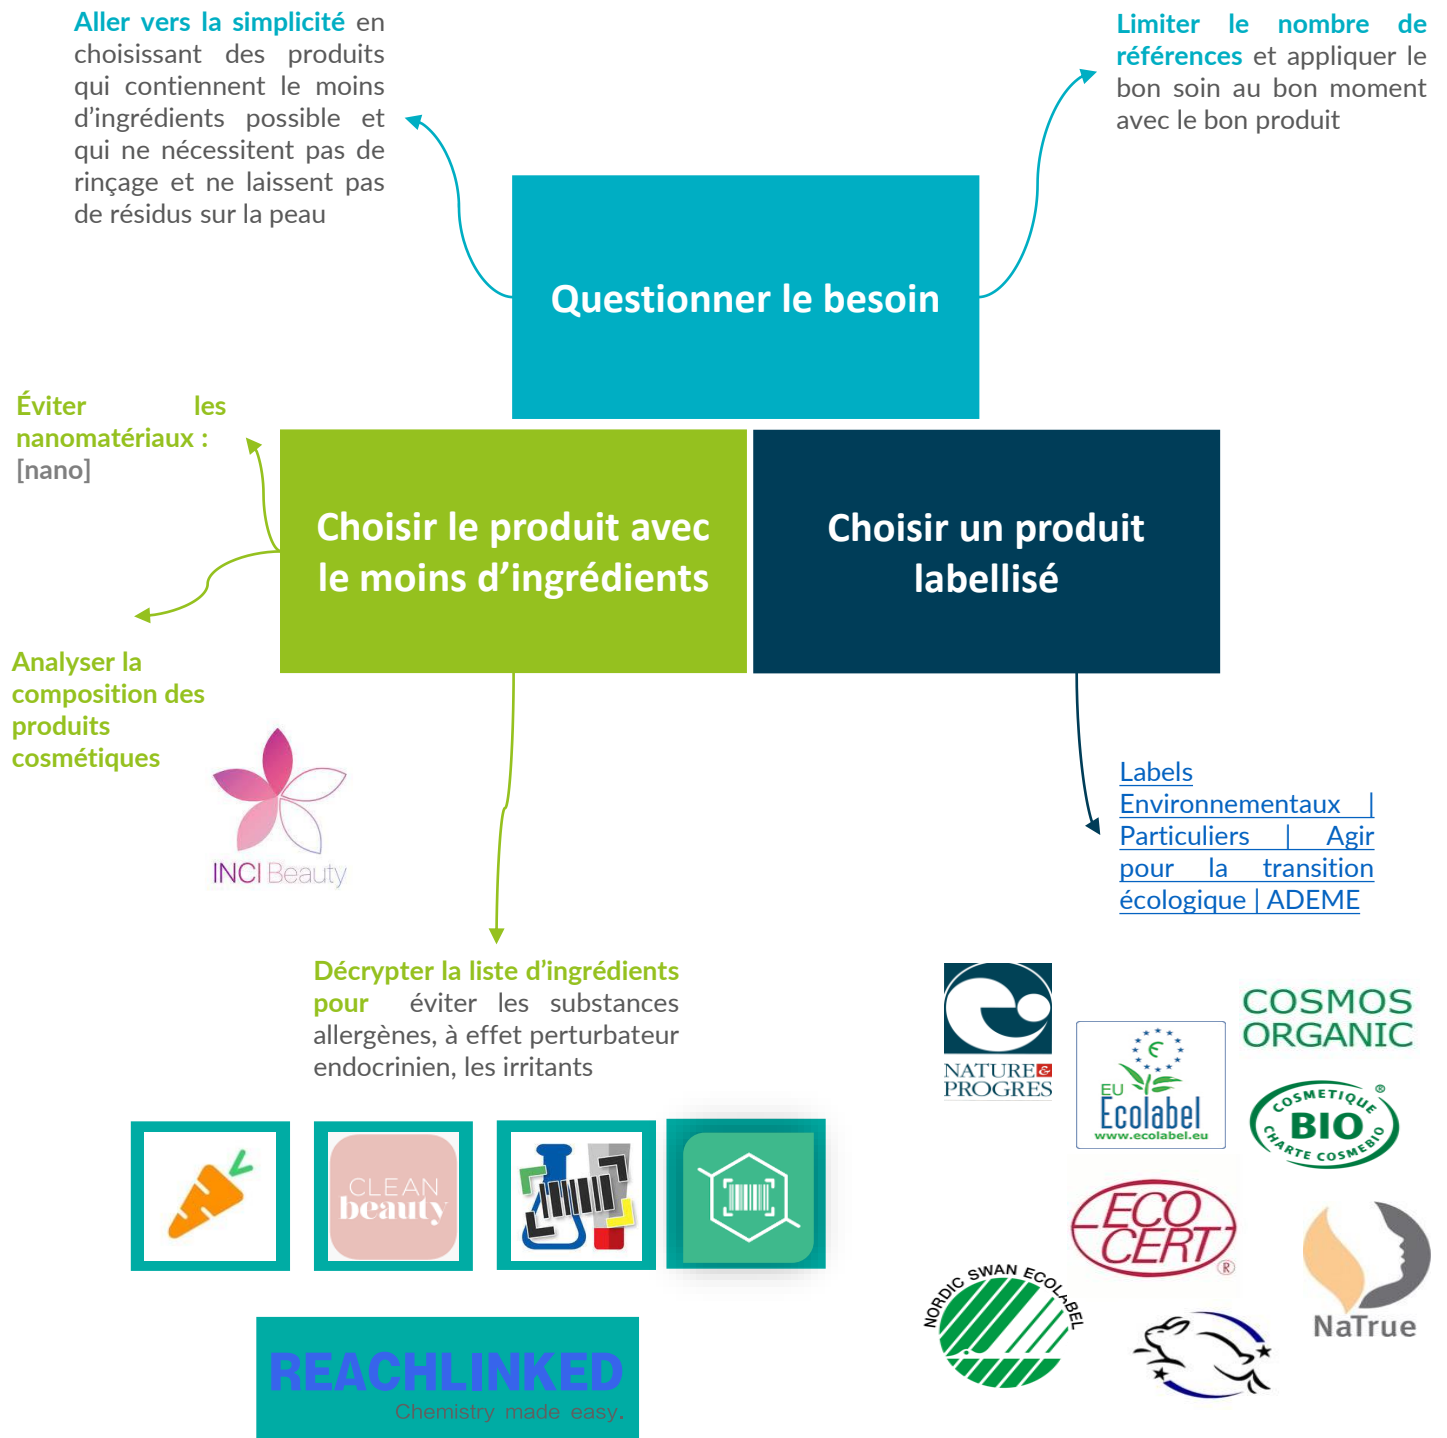 Aller vers la simplicité en
choisissant des produits
qui contiennent le moins
d’ingrédients possible et
qui ne nécessitent pas de
rinçage et ne laissent pas
de résidus sur la peau
Limiter le nombre de
références et appliquer le
bon soin au bon moment
avec le bon produit
Questionner le besoin
Éviter les
nanomatériaux :
[nano]
Choisir le produit avec
le moins d’ingrédients
Choisir un produit
labellisé
Analyser la
composition des
produits
cosmétiques
INCI Beauty
Labels
Environnementaux |
Particuliers | Agir
pour la transition
écologique | ADEME
Décrypter la liste d’ingrédients
pour éviter les substances
allergènes, à effet perturbateur
endocrinien, les irritants
CLEAN
beauty
REACHLINKED
Chemistry made easy.
NATURE &
PROGRES
EU
Ecolabel
www.ecolabel.eu
COSMOS
ORGANIC
COSMETIQUE ®
BIO
CHARTE COSMEBIO
ECO
CERT
®
NORDIC SWAN ECOLABEL
NaTrue